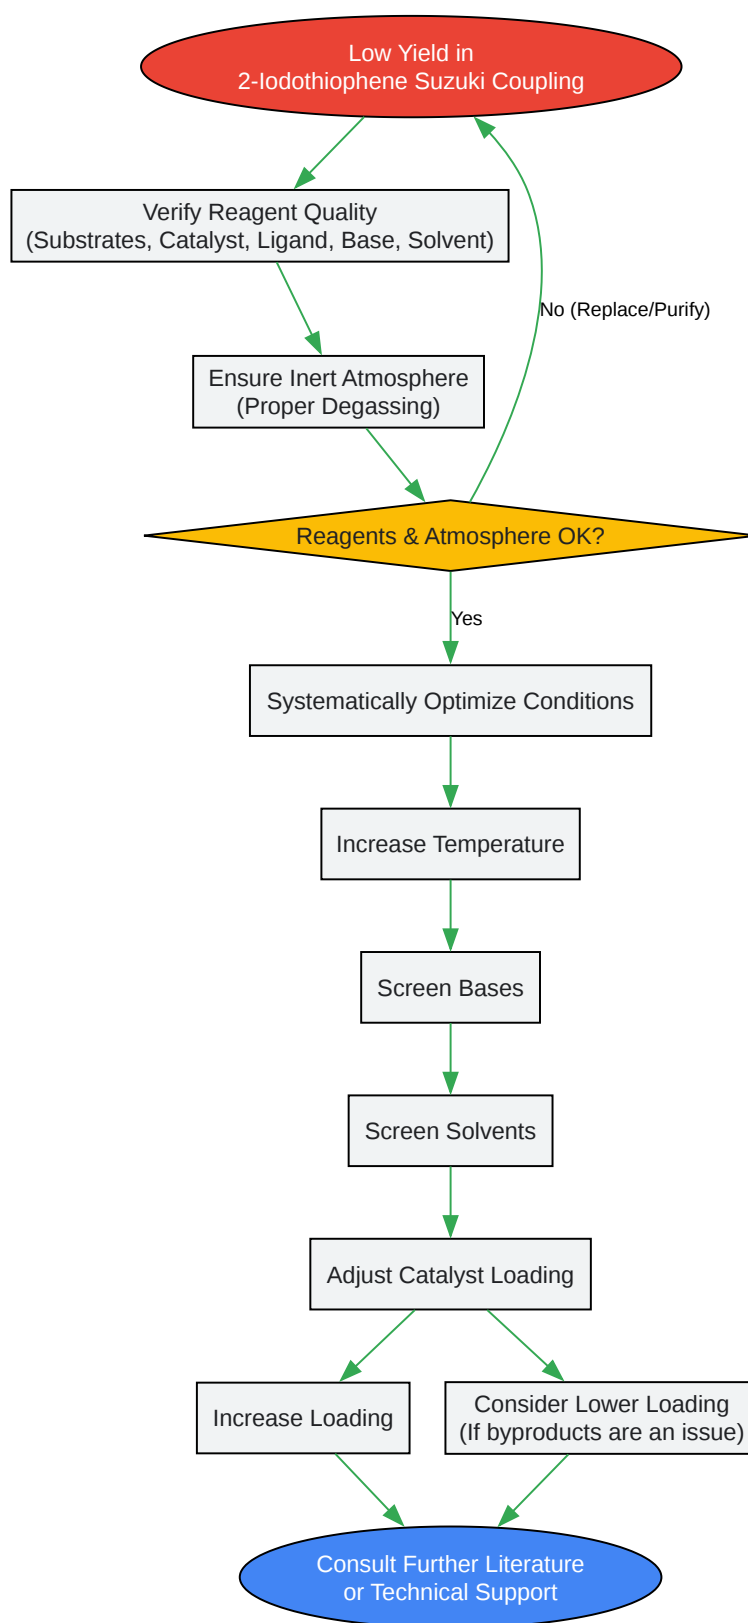 Low Yield in
2-Iodothiophene Suzuki Coupling
Verify Reagent Quality
(Substrates, Catalyst, Ligand, Base, Solvent)
No (Replace/Purify)
Ensure Inert Atmosphere
(Proper Degassing)
Reagents & Atmosphere OK?
Yes
Systematically Optimize Conditions
Increase Temperature
Screen Bases
Screen Solvents
Adjust Catalyst Loading
Increase Loading
Consider Lower Loading
(If byproducts are an issue)
Consult Further Literature
or Technical Support